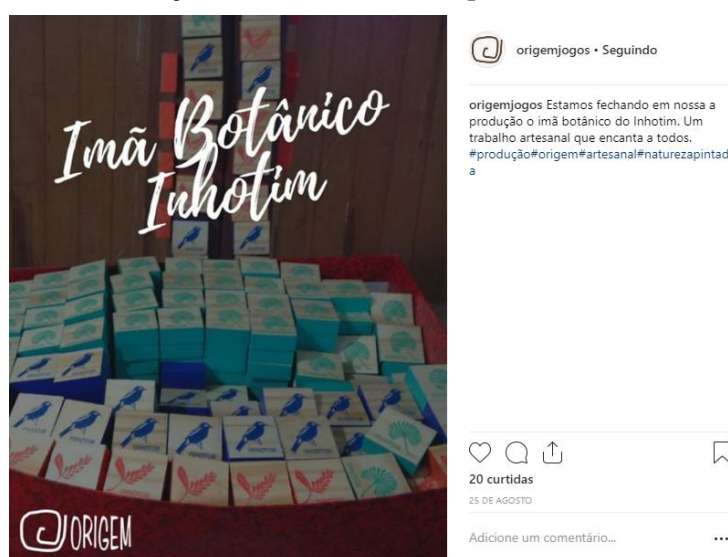 Imã Botânico
Inhotim
ORIGEM
origemjogos • Seguindo
origemjogos Estamos fechando em nossa a
produção o imã botânico do Inhotim. Um
trabalho artesanal que encanta a todos.
#produção#origem#artesanal#naturezapintad
a
20 curtidas
25 DE AGOSTO
Adicione um comentário...